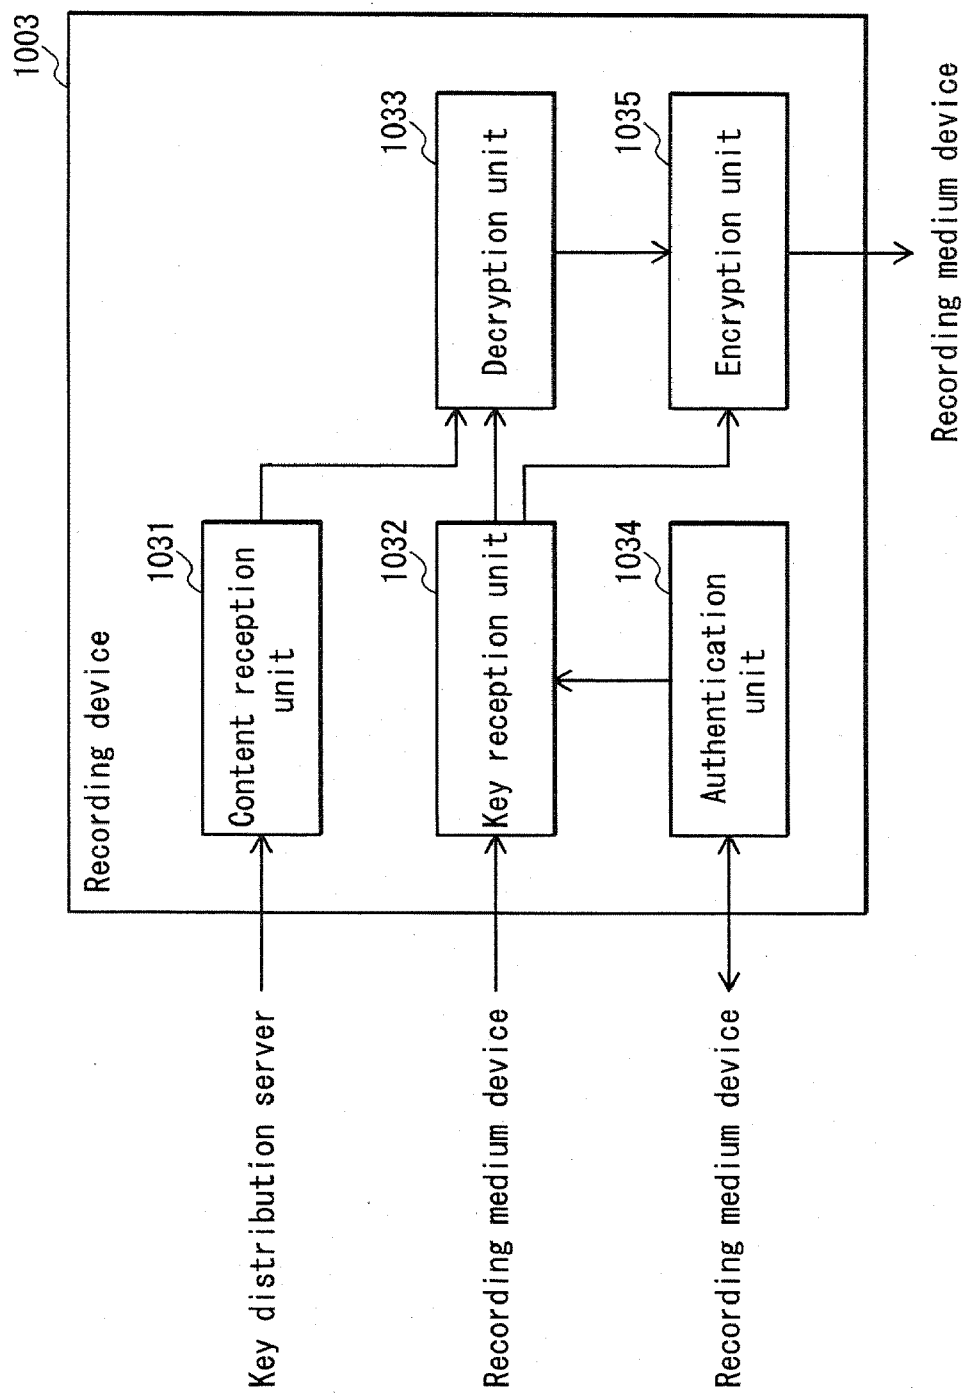 1003
Recording device
1031
Content reception
unit
1033
Decryption unit
1032
Key reception unit
1035
Encryption unit
1034
Authentication
unit
Key distribution server
Recording medium device
Recording medium device
Recording medium device